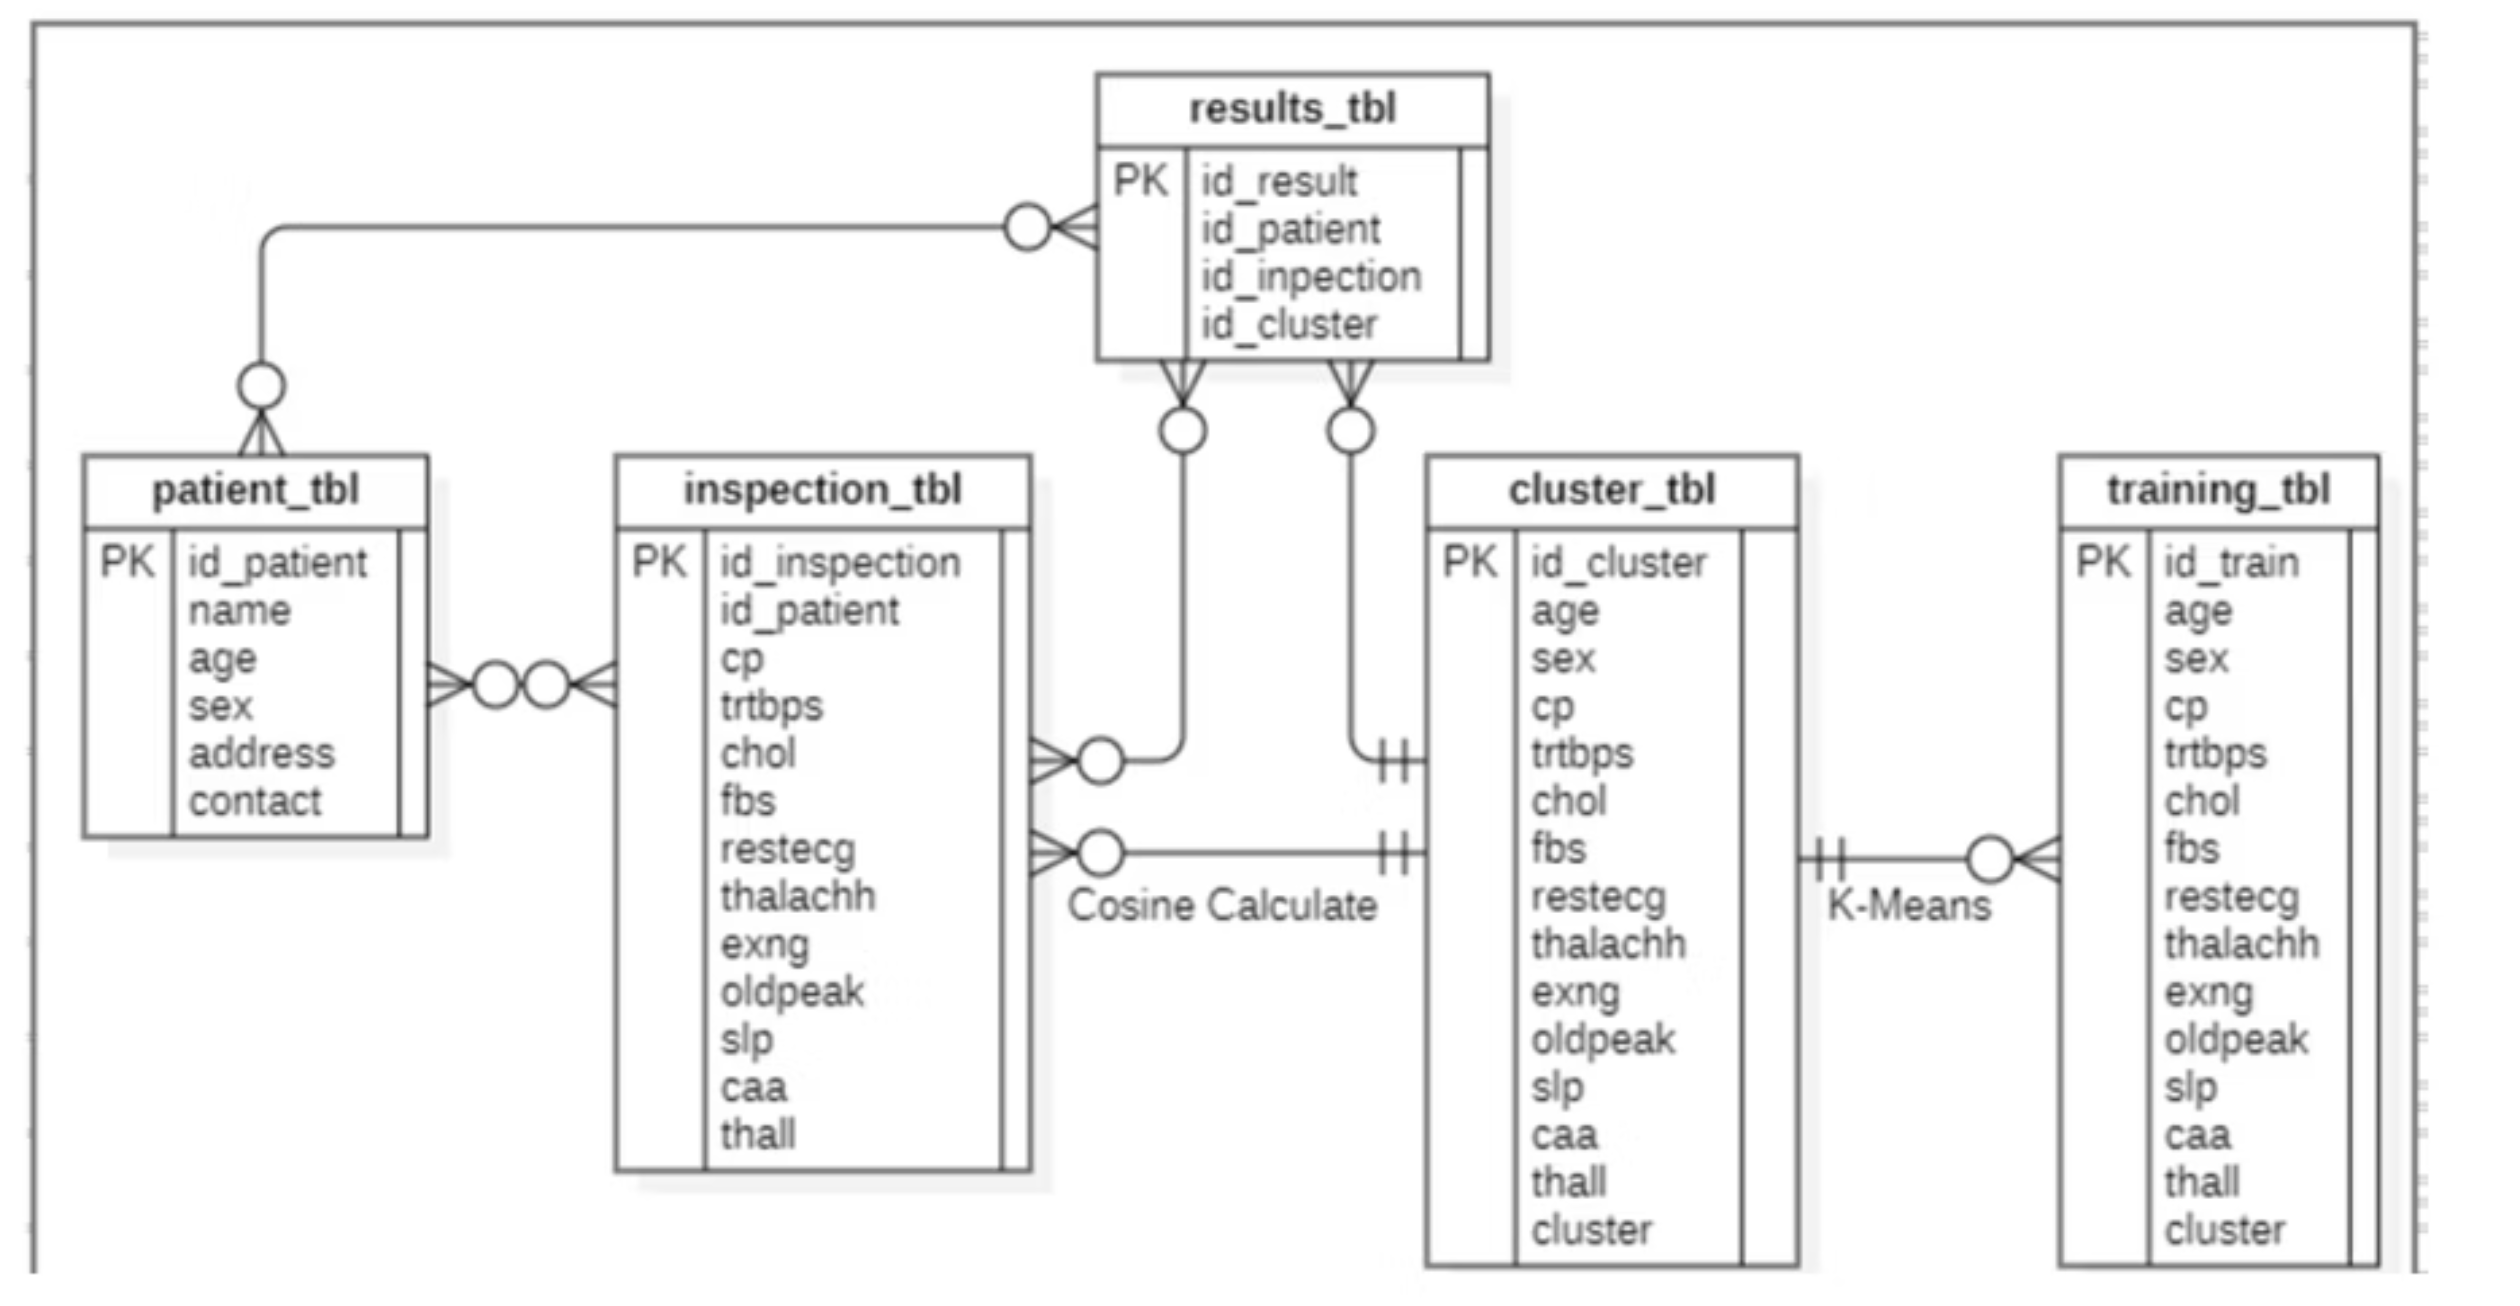 results_tbl
PK id_result
id_patient
id_inpection
id_cluster
patient_tbl
PK id_patient
name
age
sex
address
contact
inspection_tbl
PK id_inspection
id_patient
cp
trtbps
chol
fbs
restecg
thalachh
exng
oldpeak
slp
caa
thall
Cosine Calculate
cluster_tbl
PK id_cluster
age
sex
cp
trtbps
chol
fbs
restecg
thalachh
exng
oldpeak
slp
caa
thall
cluster
K-Means
training_tbl
PK id_train
age
sex
cp
trtbps
chol
fbs
restecg
thalachh
exng
oldpeak
slp
caa
thall
cluster